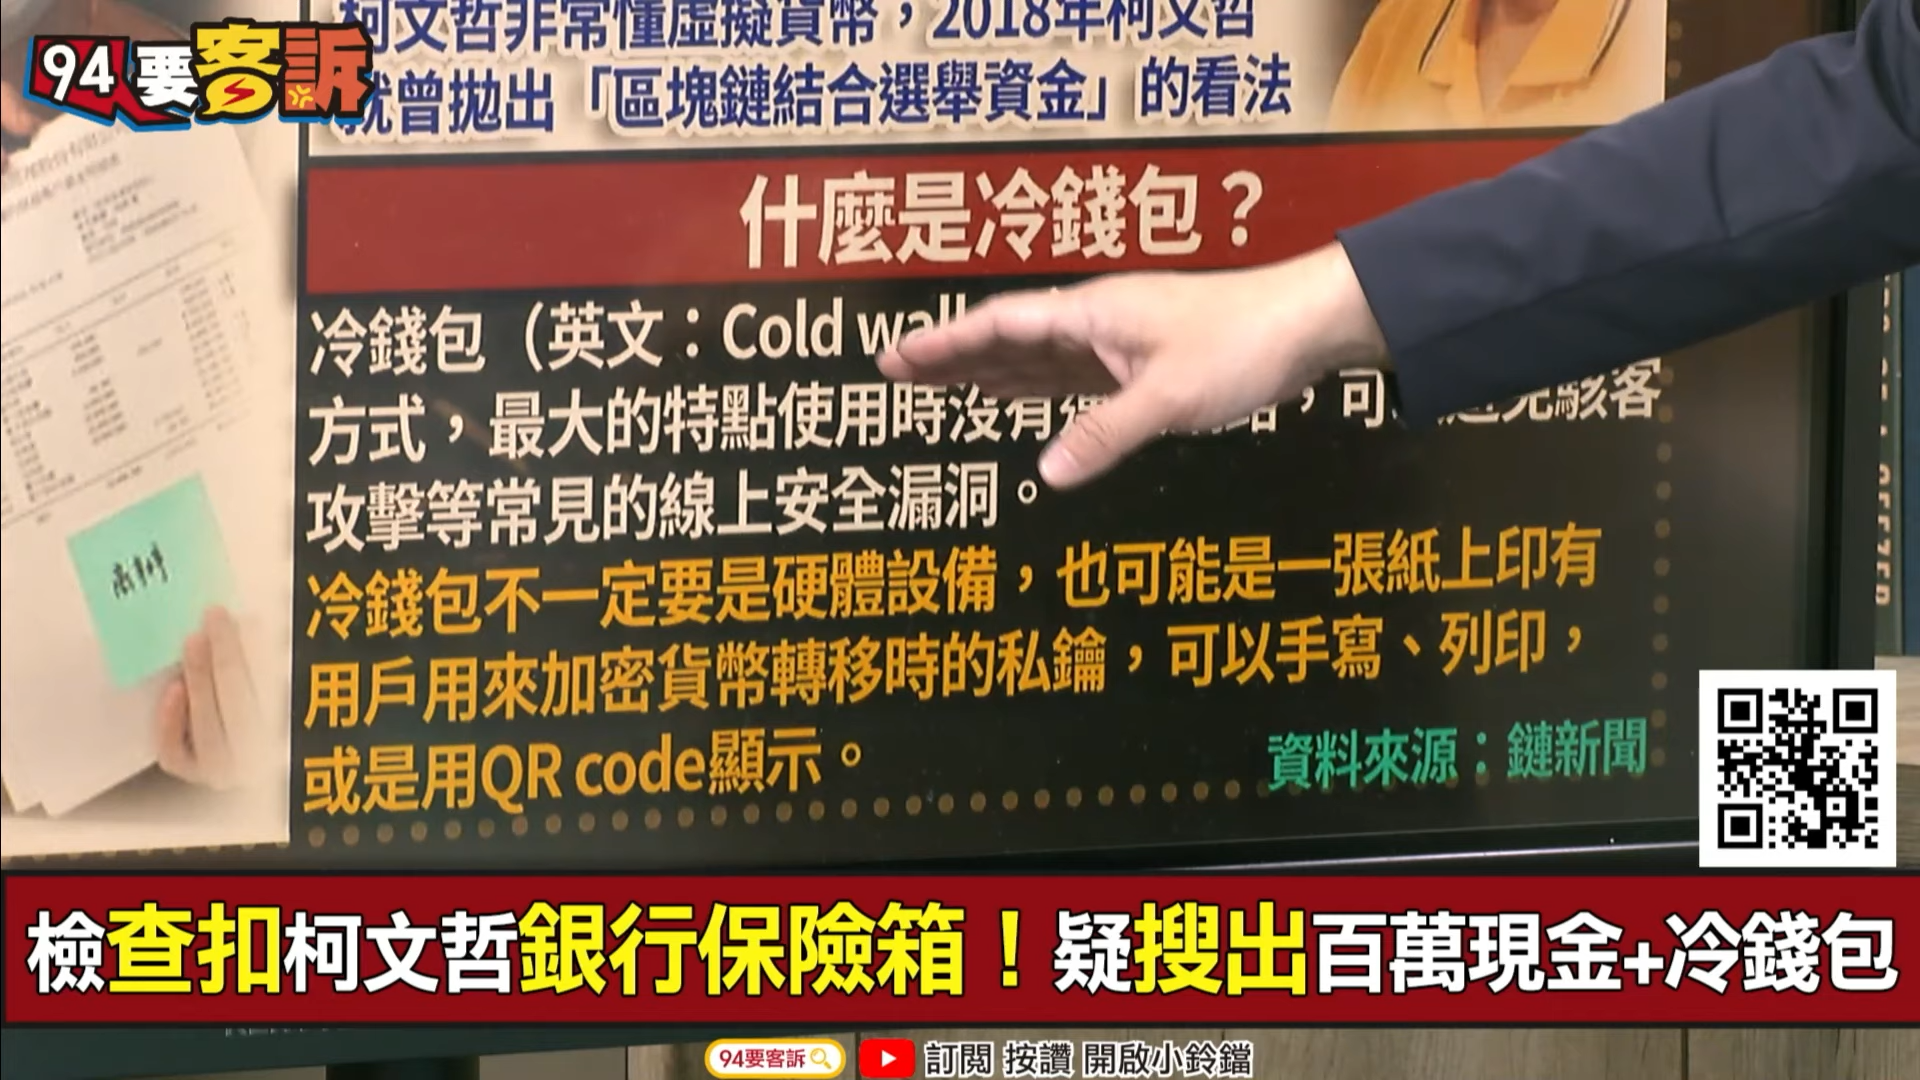 94要客訴
柯文哲非常懂虛擬貨幣，2018年柯文哲
就曾拋出「區塊鏈結合選舉資金」的看法
什麼是冷錢包？
冷錢包（英文：Cold wall
方式，最大的特點使用時沒有 ，可 避免駭客
攻擊等常見的線上安全漏洞。
冷錢包不一定要是硬體設備，也可能是一張紙上印有
用戶用來加密貨幣轉移時的私鑰，可以手寫、列印，
或是用QR code顯示。
資料來源：鏈新聞
檢查扣柯文哲銀行保險箱！疑搜出百萬現金+冷錢包
94要客訴
訂閱 按讚 開啟小鈴鐺